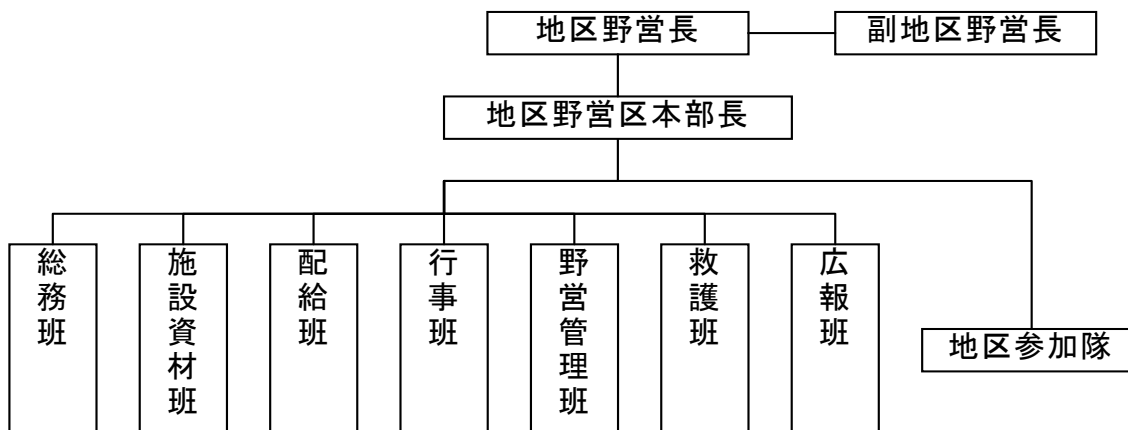 地区野営長
副地区野営長
地区野営区本部長
総務班
施設資材班
配給班
行事班
野営管理班
救護班
広報班
地区参加隊